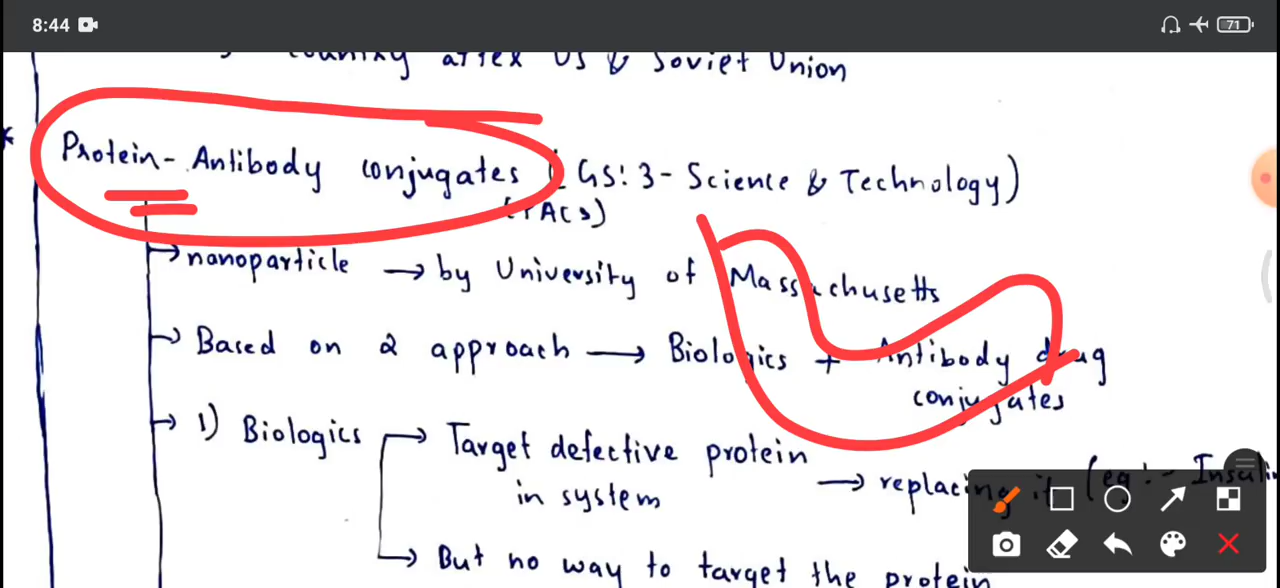 8:44 71
country after US & Soviet Union
* Protein- Antibody conjugates (GS:3- Science & Technology)
(PACs)
→ nanoparticle → by University of Massachusetts
→ Based on 2 approach → Biologics + Antibody drug
conjugates
→ 1) Biologics → Target defective protein
in system → replacing it (eg:- Insulin
→ But no way to target the protein